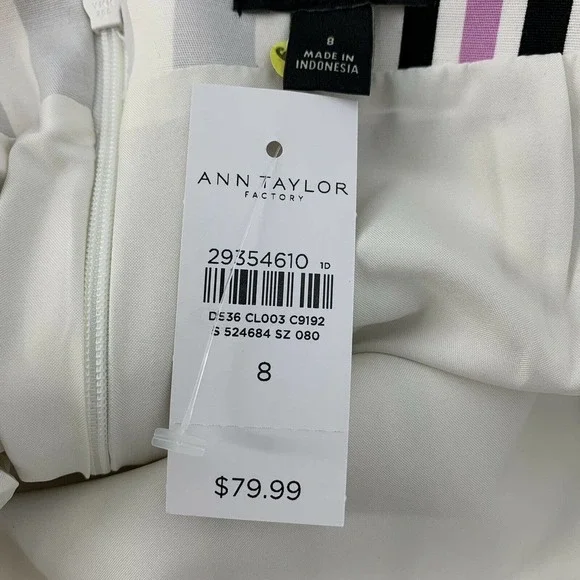 8
MADE IN
INDONESIA
ANN TAYLOR
FACTORY
29354610 1D
D536 CL003 C9192
S 524684 SZ 080
8
$79.99